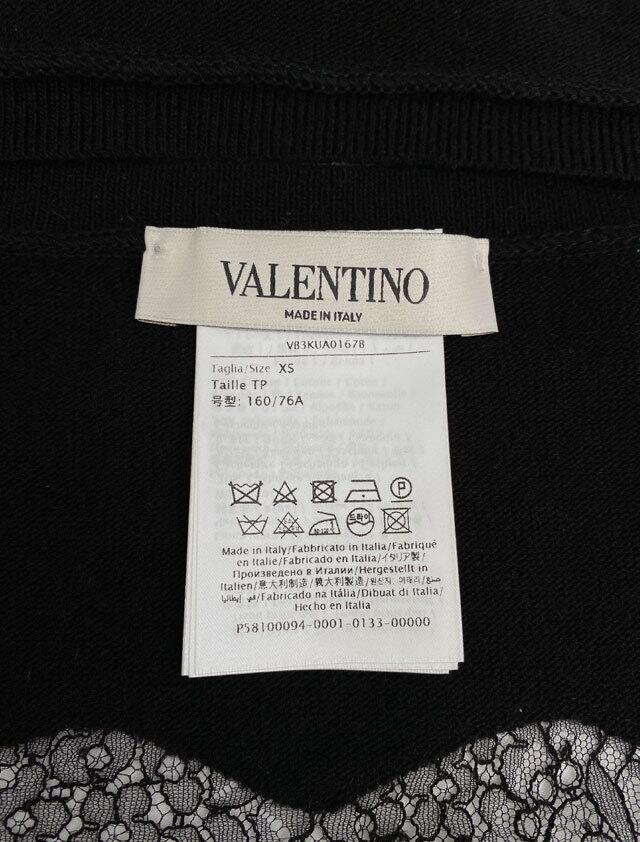 VALENTINO
MADE IN ITALY
VB3KUA0167B
Taglia/Size XS
Taille TP
号型: 160/76A
P
드라이
Made in Italy/Fabbricato in Italia/Fabriqué
en Italie/Fabricado en Italia/イタリア製/
Произведено в Италии/Hergestellt in
Italien/意大利制造/義大利製造/원산지: 이태리/صنع
في إيطاليا/Fabricado na Itália/Dibuat di Italia/
Hecho en Italia
P58100094-0001-0133-00000